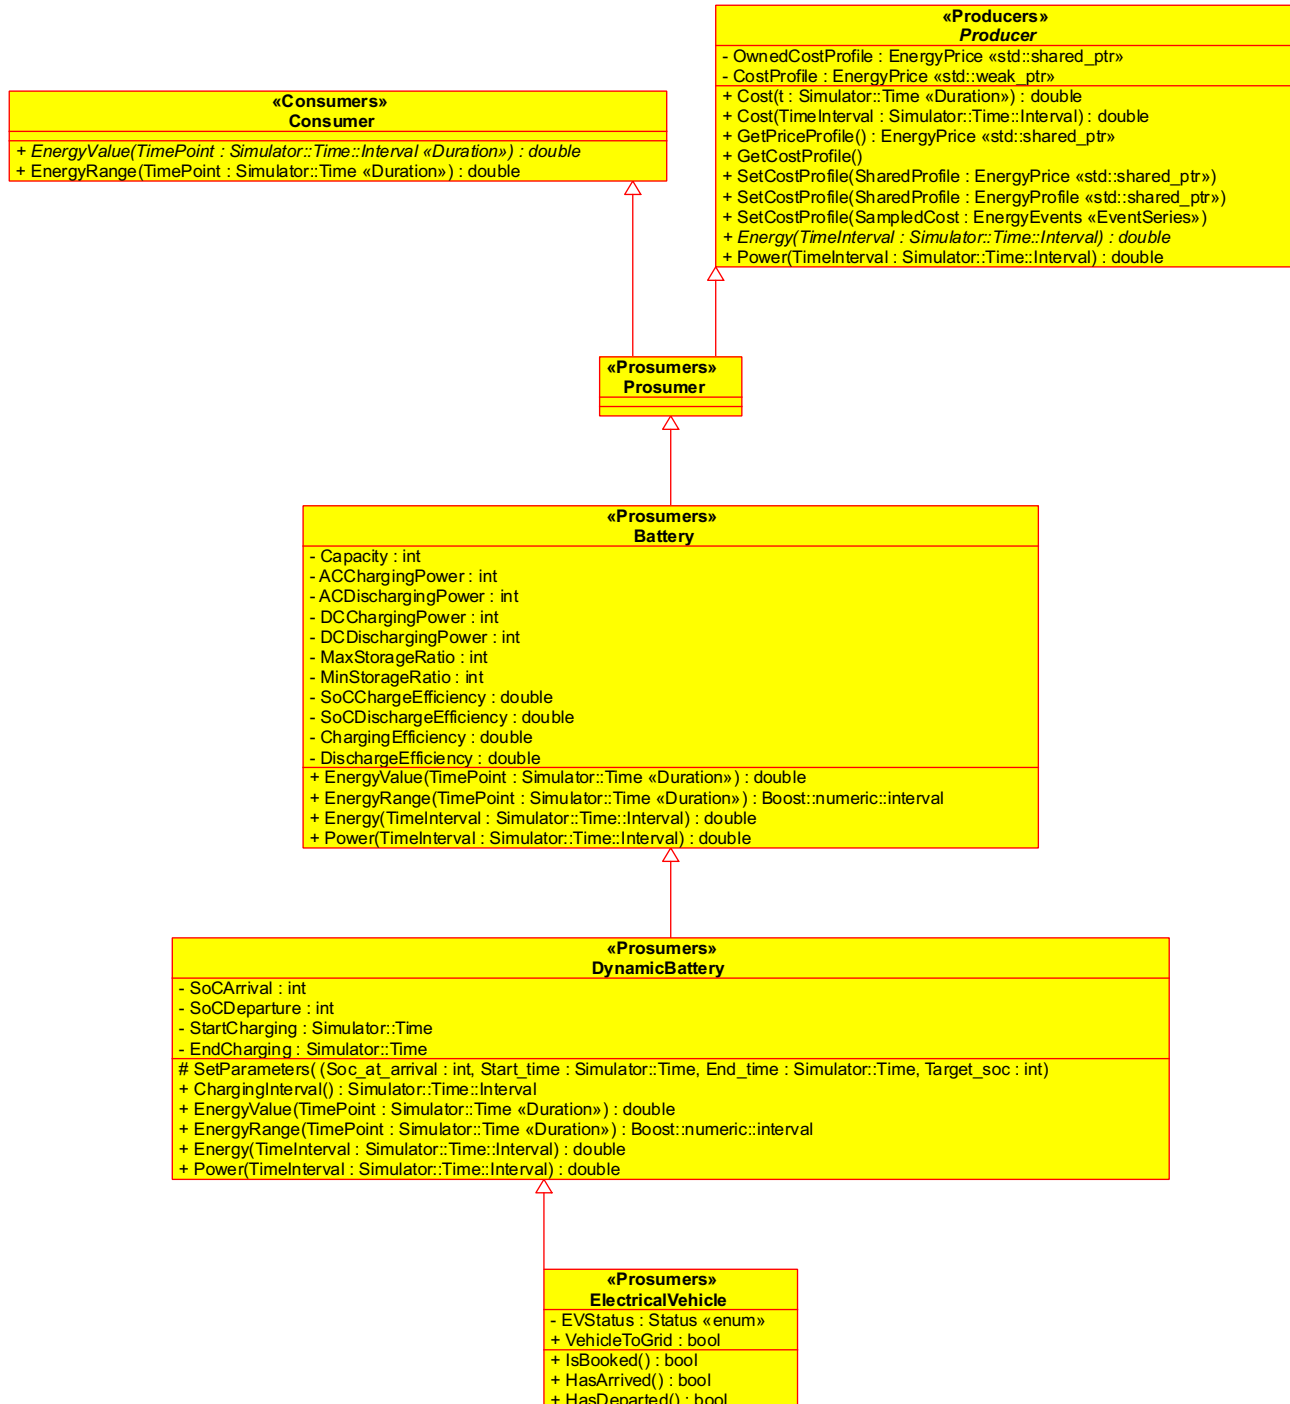 «Producers»
Producer
- OwnedCostProfile : EnergyPrice «std::shared_ptr»
- CostProfile : EnergyPrice «std::weak_ptr»
+ Cost(t : Simulator::Time «Duration») : double
+ Cost(TimeInterval : Simulator::Time::Interval) : double
+ GetPriceProfile() : EnergyPrice «std::shared_ptr»
+ GetCostProfile()
+ SetCostProfile(SharedProfile : EnergyPrice «std::shared_ptr»)
+ SetCostProfile(SharedProfile : EnergyProfile «std::shared_ptr»)
+ SetCostProfile(SampledCost : EnergyEvents «EventSeries»)
+ Energy(TimeInterval : Simulator::Time::Interval) : double
+ Power(TimeInterval : Simulator::Time::Interval) : double
«Consumers»
Consumer
+ EnergyValue(TimePoint : Simulator::Time::Interval «Duration») : double
+ EnergyRange(TimePoint : Simulator::Time «Duration») : double
«Prosumers»
Prosumer
«Prosumers»
Battery
- Capacity : int
- ACChargingPower : int
- ACDischargingPower : int
- DCChargingPower : int
- DCDischargingPower : int
- MaxStorageRatio : int
- MinStorageRatio : int
- SoCChargeEfficiency : double
- SoCDischargeEfficiency : double
- ChargingEfficiency : double
- DischargeEfficiency : double
+ EnergyValue(TimePoint : Simulator::Time «Duration») : double
+ EnergyRange(TimePoint : Simulator::Time «Duration») : Boost::numeric::interval
+ Energy(TimeInterval : Simulator::Time::Interval) : double
+ Power(TimeInterval : Simulator::Time::Interval) : double
«Prosumers»
DynamicBattery
- SoCArrival : int
- SoCDeparture : int
- StartCharging : Simulator::Time
- EndCharging : Simulator::Time
# SetParameters( (Soc_at_arrival : int, Start_time : Simulator::Time, End_time : Simulator::Time, Target_soc : int)
+ ChargingInterval() : Simulator::Time::Interval
+ EnergyValue(TimePoint : Simulator::Time «Duration») : double
+ EnergyRange(TimePoint : Simulator::Time «Duration») : Boost::numeric::interval
+ Energy(TimeInterval : Simulator::Time::Interval) : double
+ Power(TimeInterval : Simulator::Time::Interval) : double
«Prosumers»
ElectricalVehicle
- EVStatus : Status «enum»
+ VehicleToGrid : bool
+ IsBooked() : bool
+ HasArrived() : bool
+ HasDeparted() : bool